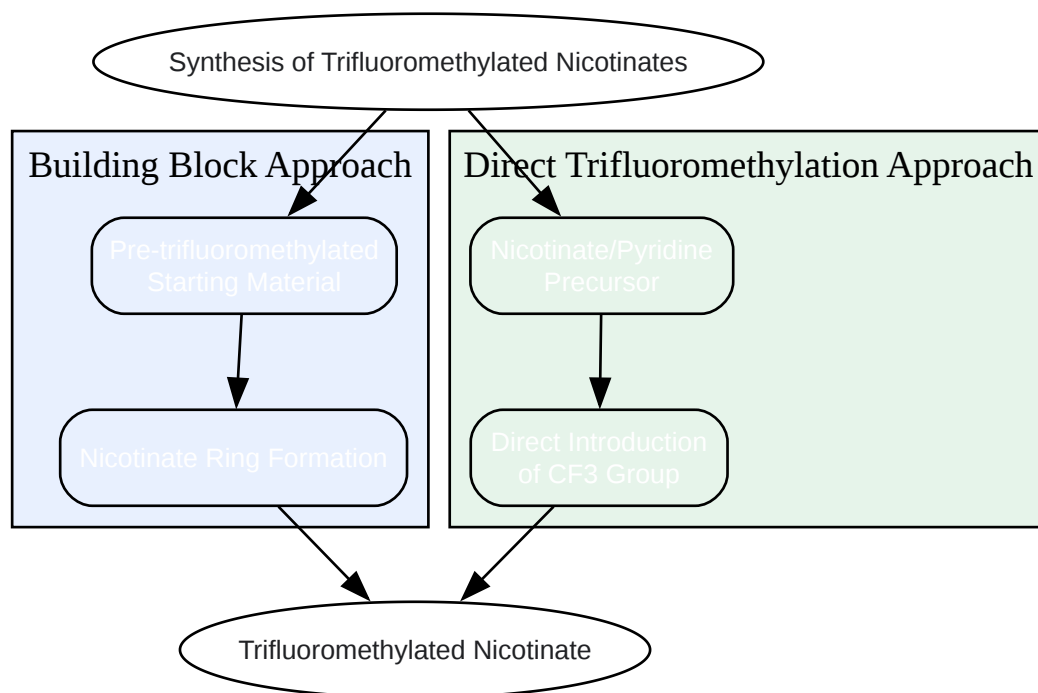 Synthesis of Trifluoromethylated Nicotinates
Building Block Approach
Pre-trifluoromethylated
Starting Material
Nicotinate Ring Formation
Direct Trifluoromethylation Approach
Nicotinate/Pyridine
Precursor
Direct Introduction
of CF3 Group
Trifluoromethylated Nicotinate